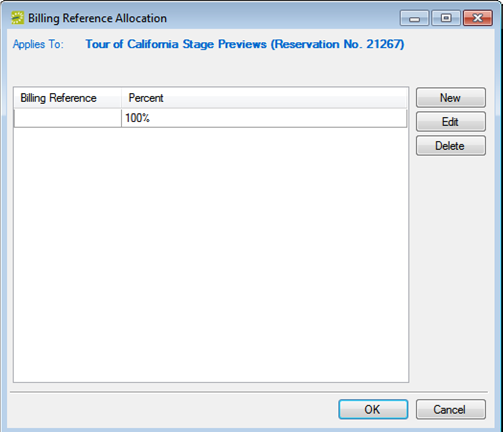 Billing Reference Allocation
Applies To: Tour of California Stage Previews (Reservation No. 21267)
Billing Reference Percent New
100% Edit
Delete
OK Cancel